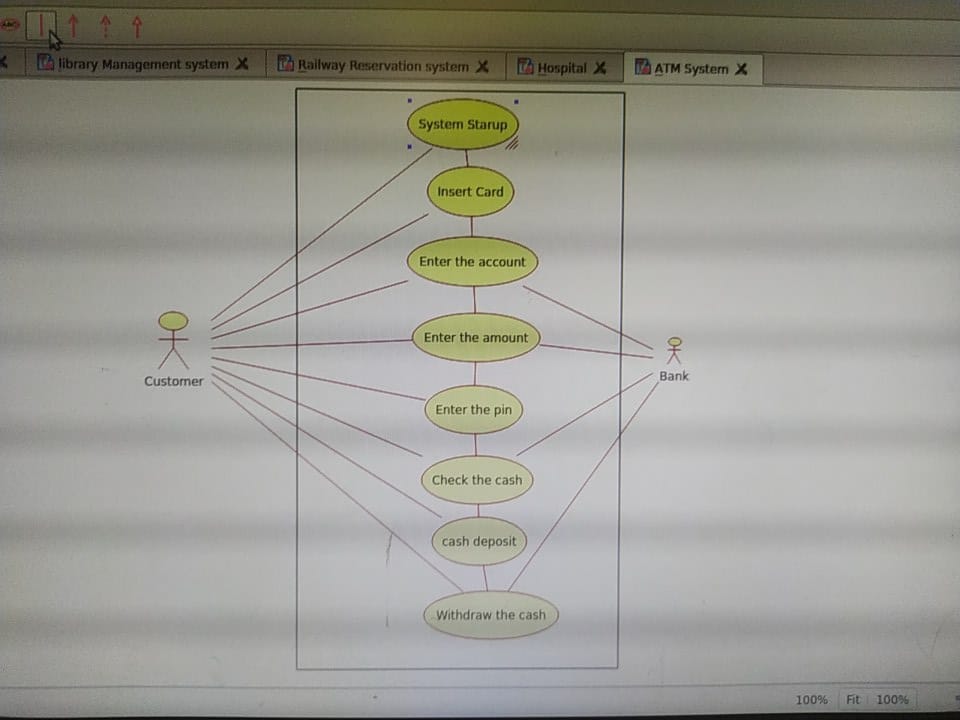 ABC
library Management system
Railway Reservation system
Hospital
ATM System
System Starup
Insert Card
Enter the account
Enter the amount
Customer
Bank
Enter the pin
Check the cash
cash deposit
Withdraw the cash
100% Fit 100%